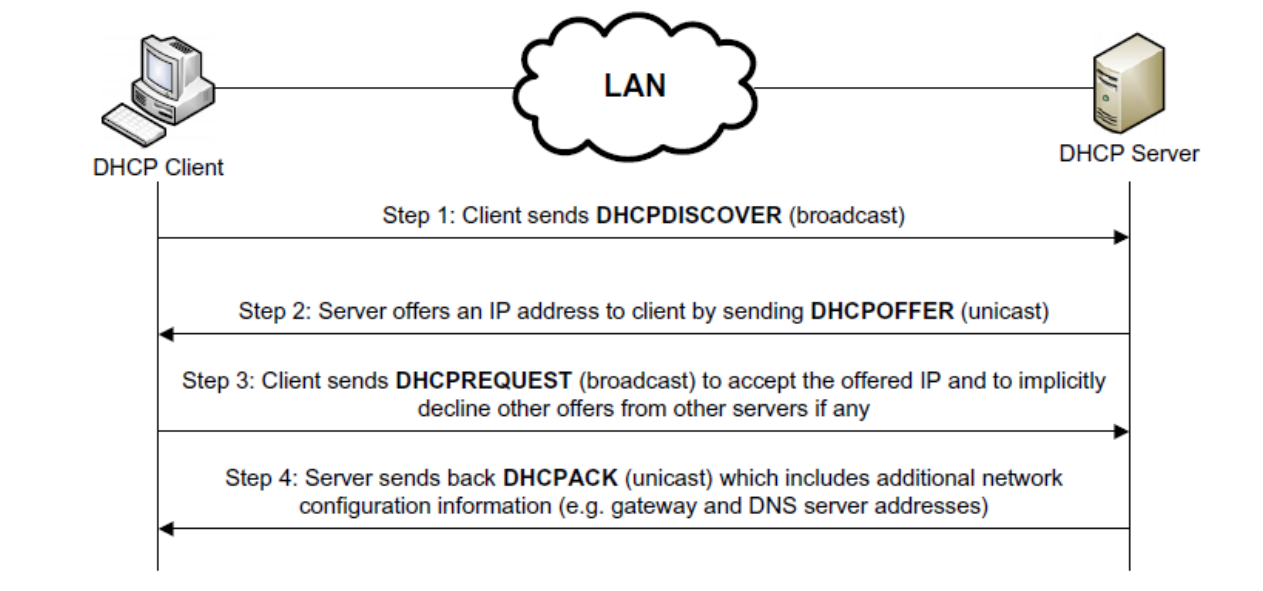 LAN
DHCP Client
DHCP Server
Step 1: Client sends DHCPDISCOVER (broadcast)
Step 2: Server offers an IP address to client by sending DHCPOFFER (unicast)
Step 3: Client sends DHCPREQUEST (broadcast) to accept the offered IP and to implicitly
decline other offers from other servers if any
Step 4: Server sends back DHCPACK (unicast) which includes additional network
configuration information (e.g. gateway and DNS server addresses)